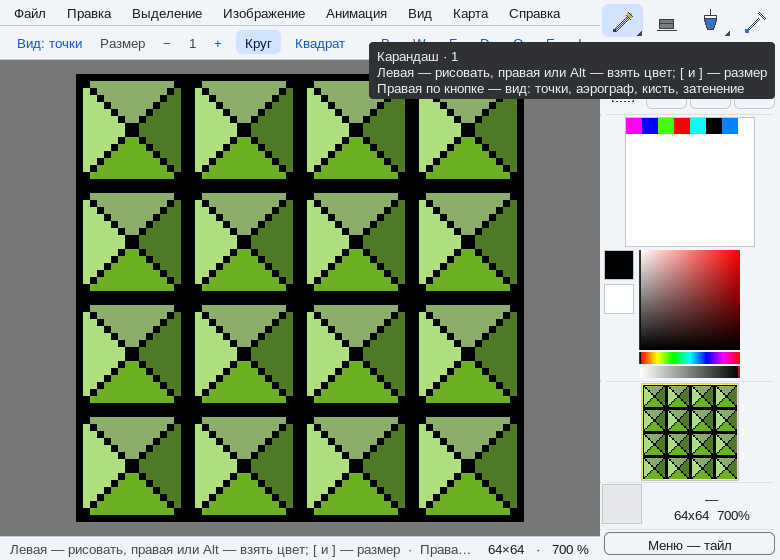 Файл Правка Выделение Изображение Анимация Вид Карта Справка
Вид: точки Размер − 1 + Круг Квадрат
Карандаш · 1
Левая — рисовать, правая или Alt — взять цвет; [ и ] — размер
Правая по кнопке — вид: точки, аэрограф, кисть, затенение
—
64x64 700%
Меню — тайл
Левая — рисовать, правая или Alt — взять цвет; [ и ] — размер · Права… 64×64 · 700 %